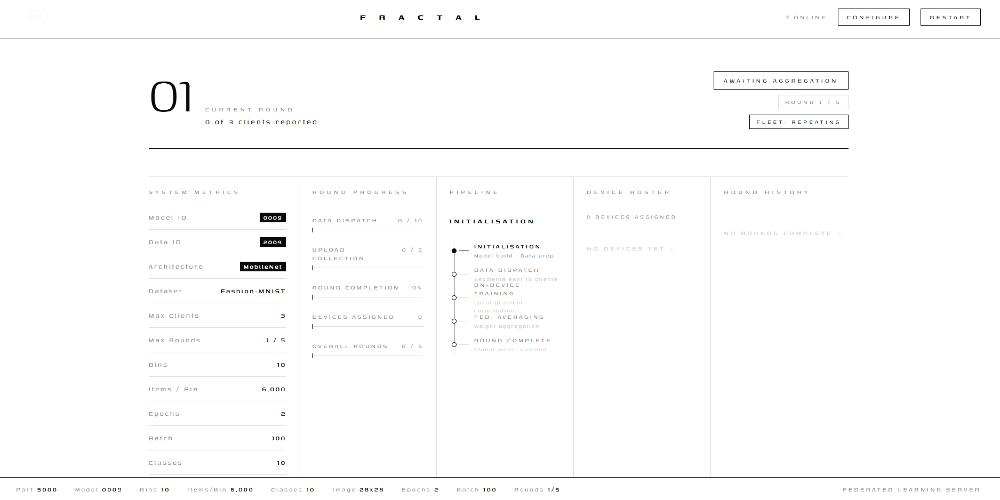 FRACTAL
ONLINE
CONFIGURE
RESTART
01
CURRENT ROUND
0 of 3 clients reported
AWAITING AGGREGATION
ROUND 1 / 5
FLEET: REPEATING
SYSTEM METRICS
Model ID 0009
Data ID 2009
Architecture MobileNet
Dataset Fashion-MNIST
Max Clients 3
Max Rounds 1 / 5
Bins 10
Items / Bin 6,000
Epochs 2
Batch 100
Classes 10
ROUND PROGRESS
DATA DISPATCH 0 / 10
UPLOAD 0 / 3
COLLECTION
ROUND COMPLETION 0%
DEVICES ASSIGNED 0
OVERALL ROUNDS 0 / 5
PIPELINE
INITIALISATION
INITIALISATION
Model build · Data prep
DATA DISPATCH
Segments sent to clients
ON-DEVICE
TRAINING
Local gradient
computation
FED. AVERAGING
Weight aggregation
ROUND COMPLETE
Global model updated
DEVICE ROSTER
0 DEVICES ASSIGNED
NO DEVICES YET —
ROUND HISTORY
NO ROUNDS COMPLETE —
Port 5000 Model 0009 Bins 10 Items/Bin 6,000 Classes 10 Image 28x28 Epochs 2 Batch 100 Rounds 1/5 FEDERATED LEARNING SERVER